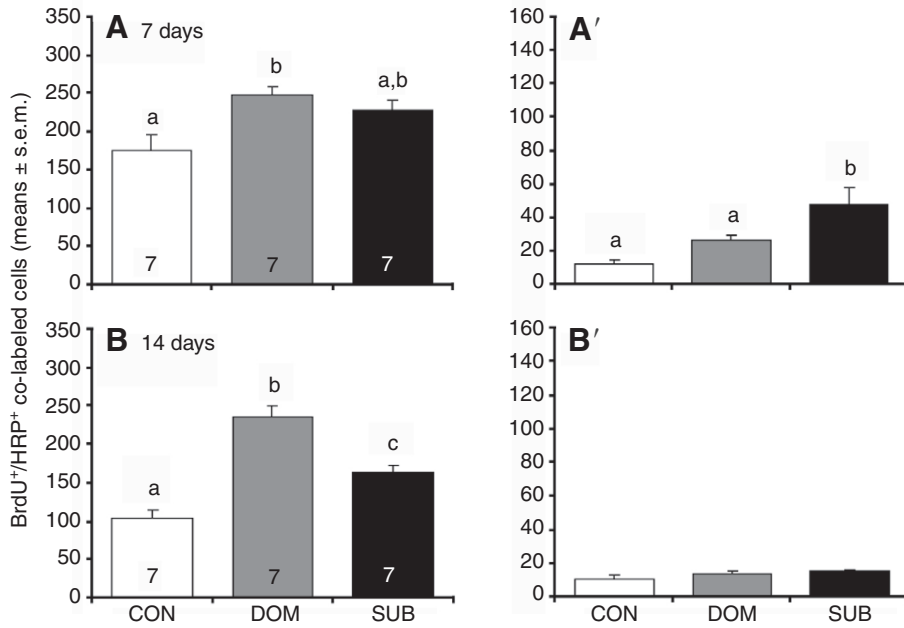 BrdU⁺/HRP⁺ co-labeled cells (means ± s.e.m.)
A 7 days
350
300
250
200
150
100
50
0
a
b
a,b
7
7
7
A′
160
140
120
100
80
60
40
20
0
a
a
b
B 14 days
350
300
250
200
150
100
50
0
a
b
c
7
7
7
CON DOM SUB
B′
160
140
120
100
80
60
40
20
0
CON DOM SUB